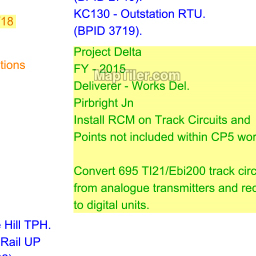 KC130 - Outstation RTU.
(BPID 3719).
18
tions
Project Delta
FY - 2015
MapTiler.com
Deliverer - Works Del.
Pirbright Jn
Install RCM on Track Circuits and
Points not included within CP5 wor
Convert 695 TI21/Ebi200 track circ
from analogue transmitters and rec
to digital units.
Hill TPH.
Rail UP